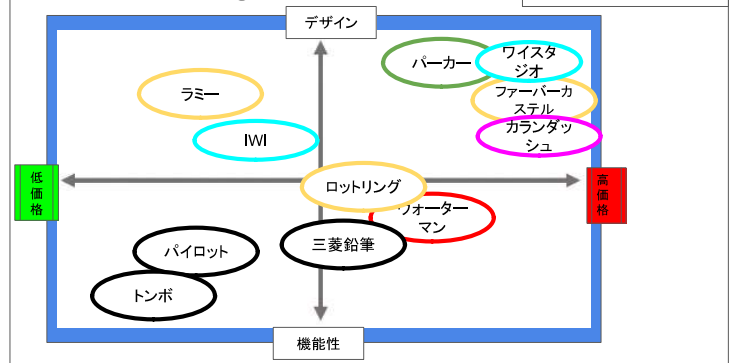 デザイン
パーカー
ワイスタ
ジオ
ラミー
ファーバーカ
ステル
カランダッ
シュ
IWI
低
価
格
ロットリング
高
価
格
ウォーター
マン
三菱鉛筆
パイロット
トンボ
機能性